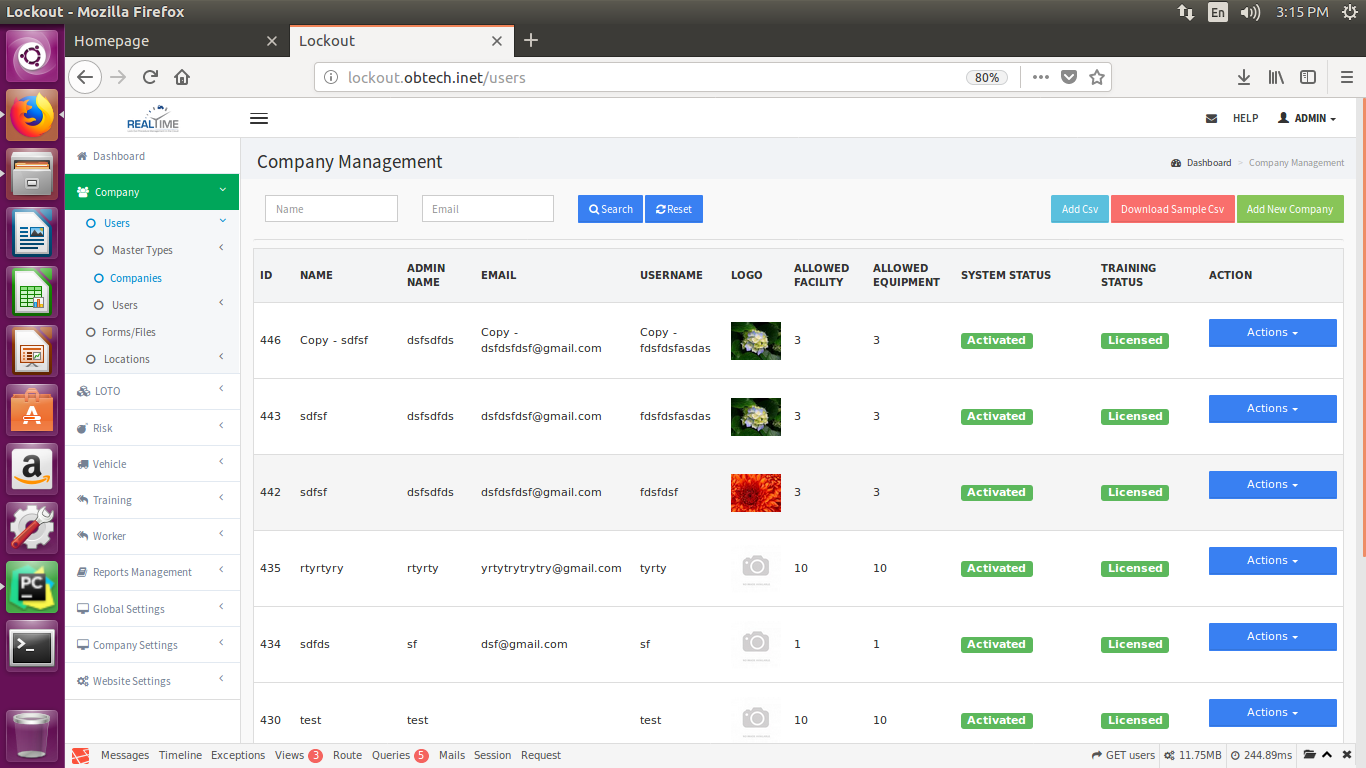 Lockout - Mozilla Firefox
En
3:15 PM
Homepage
Lockout
lockout.obtech.inet/users
80%
REALTIME
HELP
ADMIN
Dashboard
Company
Users
Master Types
Companies
Users
Forms/Files
Locations
LOTO
Risk
Vehicle
Training
Worker
Reports Management
Global Settings
Company Settings
Website Settings
Company Management
Dashboard > Company Management
Name
Email
Search
Reset
Add Csv
Download Sample Csv
Add New Company
ID NAME ADMIN NAME EMAIL USERNAME LOGO ALLOWED FACILITY ALLOWED EQUIPMENT SYSTEM STATUS TRAINING STATUS ACTION
446 Copy - sdfsf dsfsdfds Copy - dsfdsfdsf@gmail.com Copy - fdsfdsfasdas 3 3 Activated Licensed Actions
443 sdfsf dsfsdfds dsfdsfdsf@gmail.com fdsfdsfasdas 3 3 Activated Licensed Actions
442 sdfsf dsfsdfds dsfdsfdsf@gmail.com fdsfdsf 3 3 Activated Licensed Actions
435 rtyrtyry rtyrty yrtytrytrytry@gmail.com tyrty 10 10 Activated Licensed Actions
434 sdfds sf dsf@gmail.com sf 1 1 Activated Licensed Actions
430 test test test 10 10 Activated Licensed Actions
Messages Timeline Exceptions Views 3 Route Queries 5 Mails Session Request
GET users 11.75MB 244.89ms